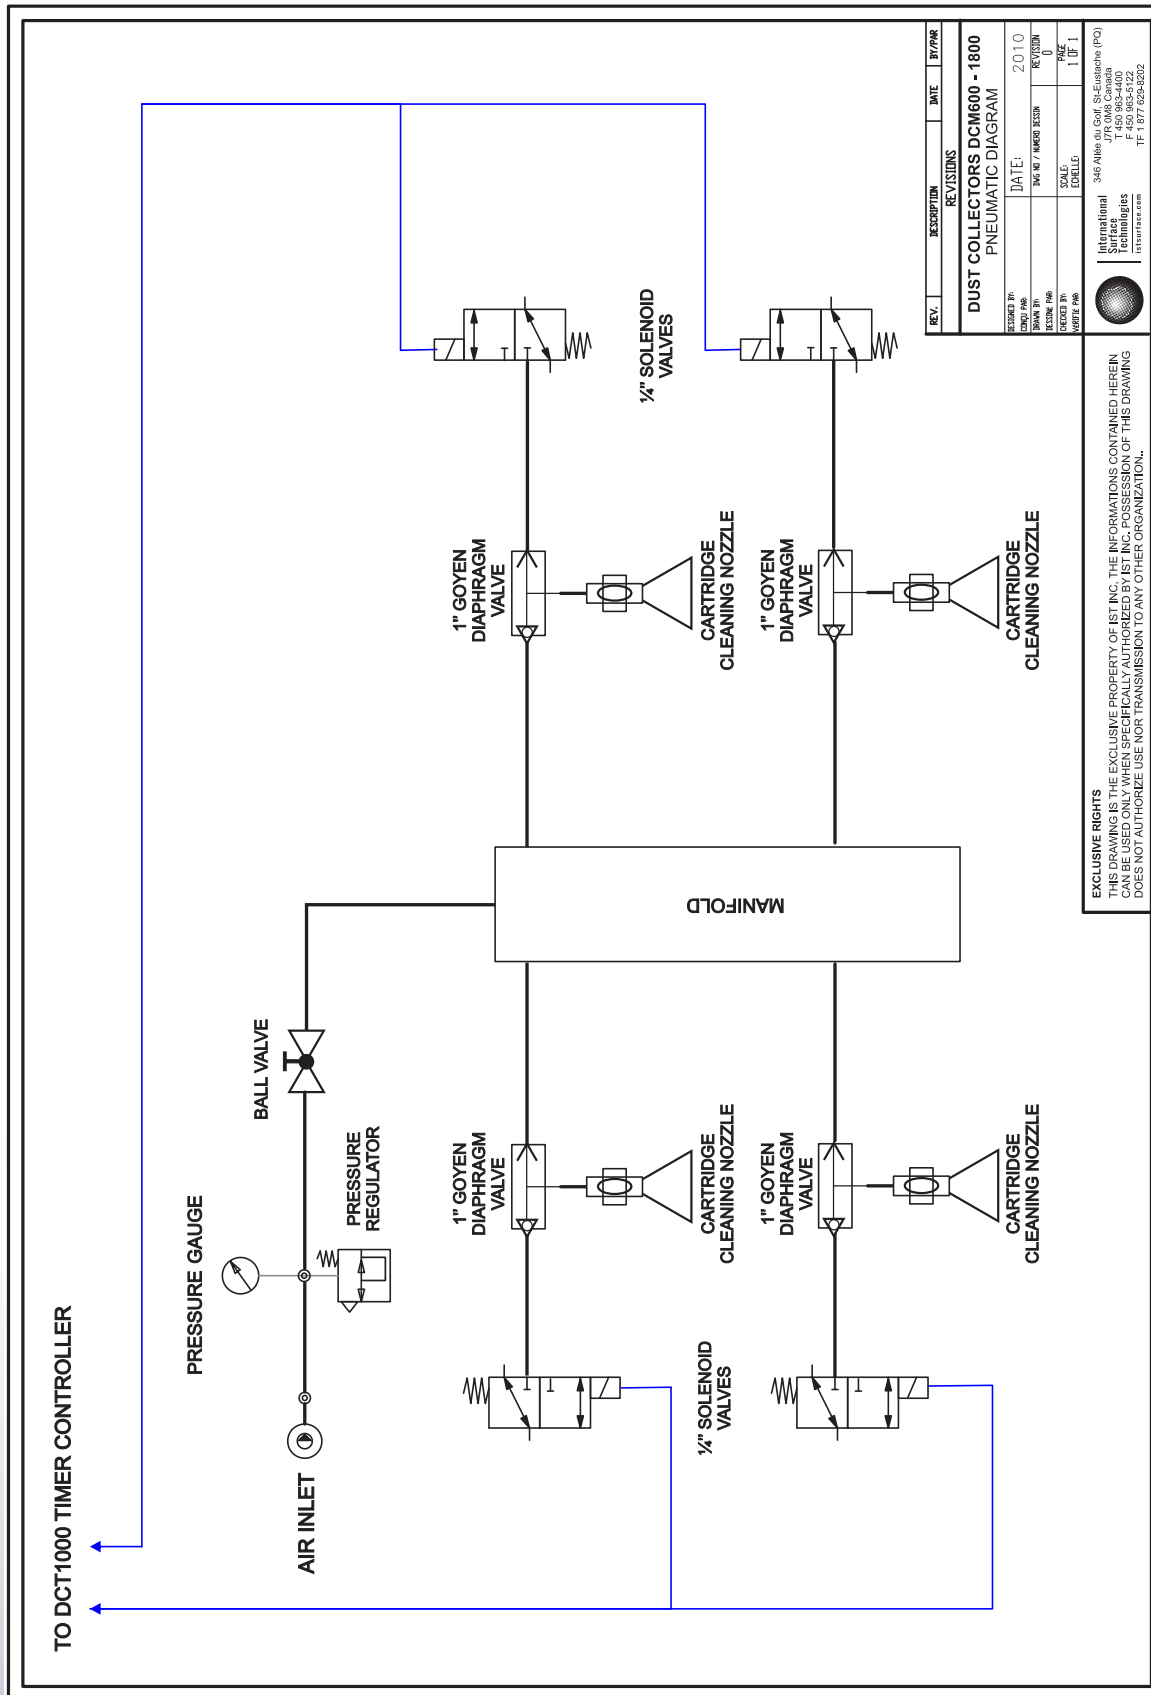 TO DCT1000 TIMER CONTROLLER
PRESSURE GAUGE
BALL VALVE
AIR INLET
PRESSURE
REGULATOR
1" GOYEN
DIAPHRAGM
VALVE
1" GOYEN
DIAPHRAGM
VALVE
¼" SOLENOID
VALVES
CARTRIDGE
CLEANING NOZZLE
MANIFOLD
CARTRIDGE
CLEANING NOZZLE
¼" SOLENOID
VALVES
1" GOYEN
DIAPHRAGM
VALVE
1" GOYEN
DIAPHRAGM
VALVE
CARTRIDGE
CLEANING NOZZLE
CARTRIDGE
CLEANING NOZZLE
REV. DESCRIPTION DATE BY/PAR
REVISIONS
DUST COLLECTORS DCM600 - 1800
PNEUMATIC DIAGRAM
DESIGNED BY:
CONÇU PAR:
DATE: 2010
DRAWN BY:
DESSINE PAR:
DWG NO / NUMERO DESSIN
REVISION
0
CHECKED BY:
VERIFIE PAR:
SCALE:
ECHELLE:
PAGE
1 OF 1
International
Surface
Technologies
istsurface.com
346 Allée du Golf, St-Eustache (PQ)
J7R 0M8 Canada
T 450 963-4400
F 450 963-5122
TF 1 877 629-8202
EXCLUSIVE RIGHTS
THIS DRAWING IS THE EXCLUSIVE PROPERTY OF IST INC, THE INFORMATIONS CONTAINED HEREIN
CAN BE USED ONLY WHEN SPECIFICALLY AUTHORIZED BY IST INC. POSSESSION OF THIS DRAWING
DOES NOT AUTHORIZE USE NOR TRANSMISSION TO ANY OTHER ORGANIZATION..